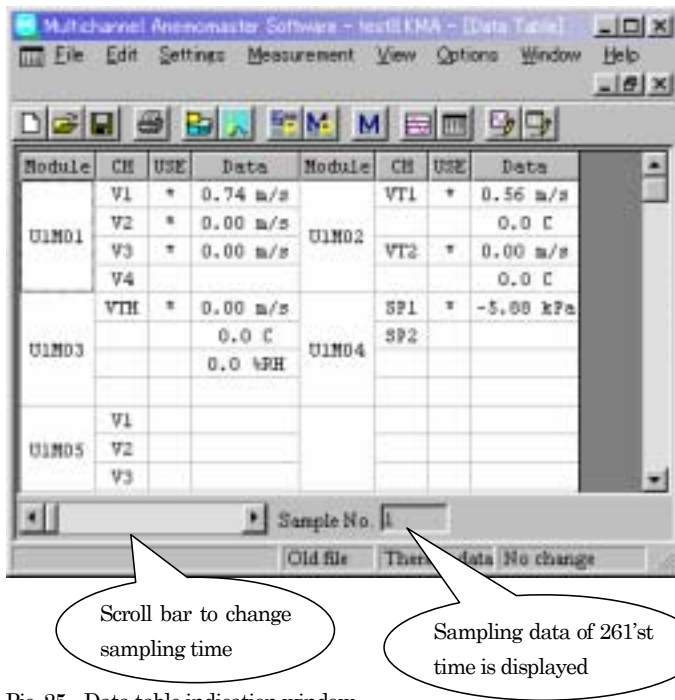 Multichannel Anemomaster Software - test8.KMA - [Data Table]
File Edit Settings Measurement View Options Window Help
M M
Module CH USE Data Module CH USE Data
U1M01 V1 * 0.74 m/s U1M02 VT1 * 0.56 m/s
V2 * 0.00 m/s 0.0 C
V3 * 0.00 m/s VT2 * 0.00 m/s
V4 0.0 C
U1M03 VTH * 0.00 m/s U1M04 SP1 * -5.00 kPa
0.0 C SP2
0.0 %RH
U1M05 V1
V2
V3
Sample No. 1
Old file data No change
Scroll bar to change
sampling time
Sampling data of 261'st
time is displayed
Pic. 25 Data table indication window